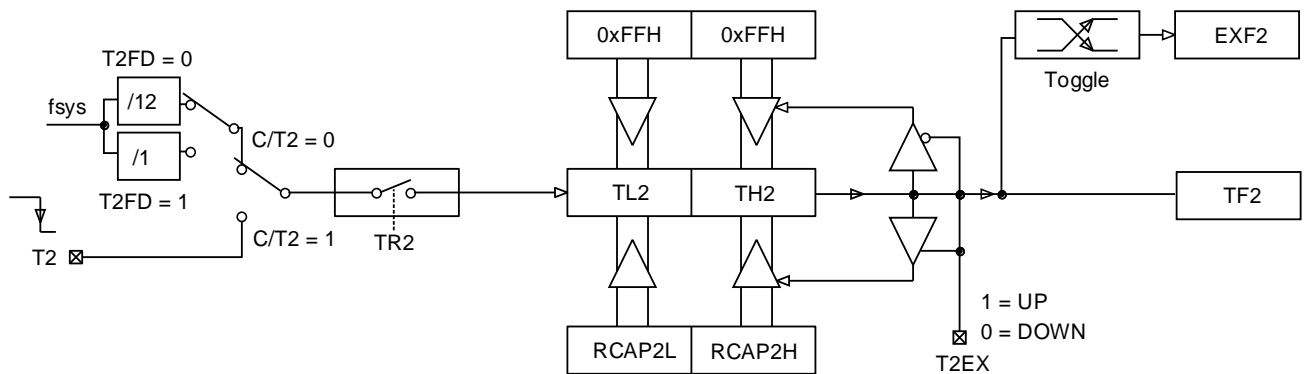 0xFFH 0xFFH
EXF2
T2FD = 0
Toggle
fsys
/12
C/T2 = 0
/1
T2FD = 1
TL2 TH2
TF2
C/T2 = 1
TR2
T2
1 = UP
0 = DOWN
RCAP2L RCAP2H
T2EX